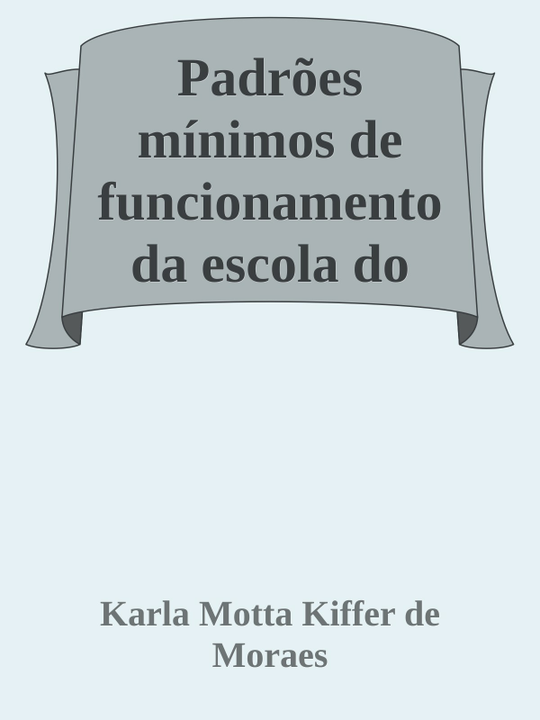 Padrões
mínimos de
funcionamento
da escola do
Karla Motta Kiffer de
Moraes